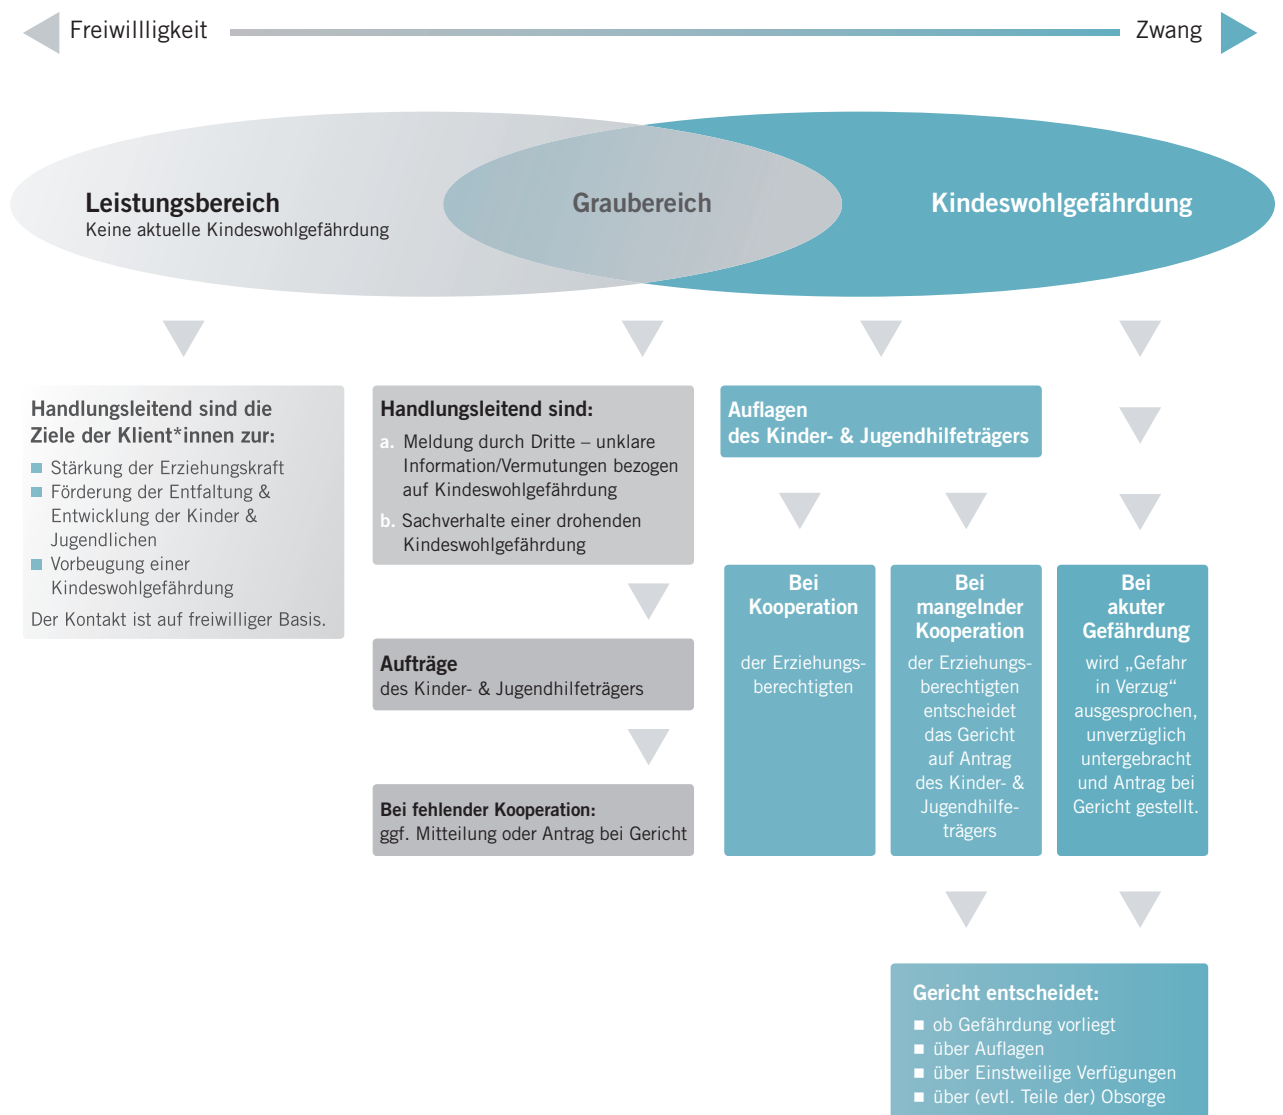 Freiwillligkeit
Zwang
Leistungsbereich
Keine aktuelle Kindeswohlgefährdung
Graubereich
Kindeswohlgefährdung
Handlungsleitend sind die
Ziele der Klient*innen zur:
Stärkung der Erziehungskraft
Förderung der Entfaltung &
Entwicklung der Kinder &
Jugendlichen
Vorbeugung einer
Kindeswohlgefährdung
Der Kontakt ist auf freiwilliger Basis.
Handlungsleitend sind:
a. Meldung durch Dritte – unklare
Information/Vermutungen bezogen
auf Kindeswohlgefährdung
b. Sachverhalte einer drohenden
Kindeswohlgefährdung
Aufträge
des Kinder- & Jugendhilfeträgers
Bei fehlender Kooperation:
ggf. Mitteilung oder Antrag bei Gericht
Auflagen
des Kinder- & Jugendhilfeträgers
Bei
Kooperation
der Erziehungs-
berechtigten
Bei
mangelnder
Kooperation
der Erziehungs-
berechtigten
entscheidet
das Gericht
auf Antrag
des Kinder- &
Jugendhilfe-
trägers
Bei
akuter
Gefährdung
wird „Gefahr
in Verzug“
ausgesprochen,
unverzüglich
untergebracht
und Antrag bei
Gericht gestellt.
Gericht entscheidet:
ob Gefährdung vorliegt
über Auflagen
über Einstweilige Verfügungen
über (evtl. Teile der) Obsorge